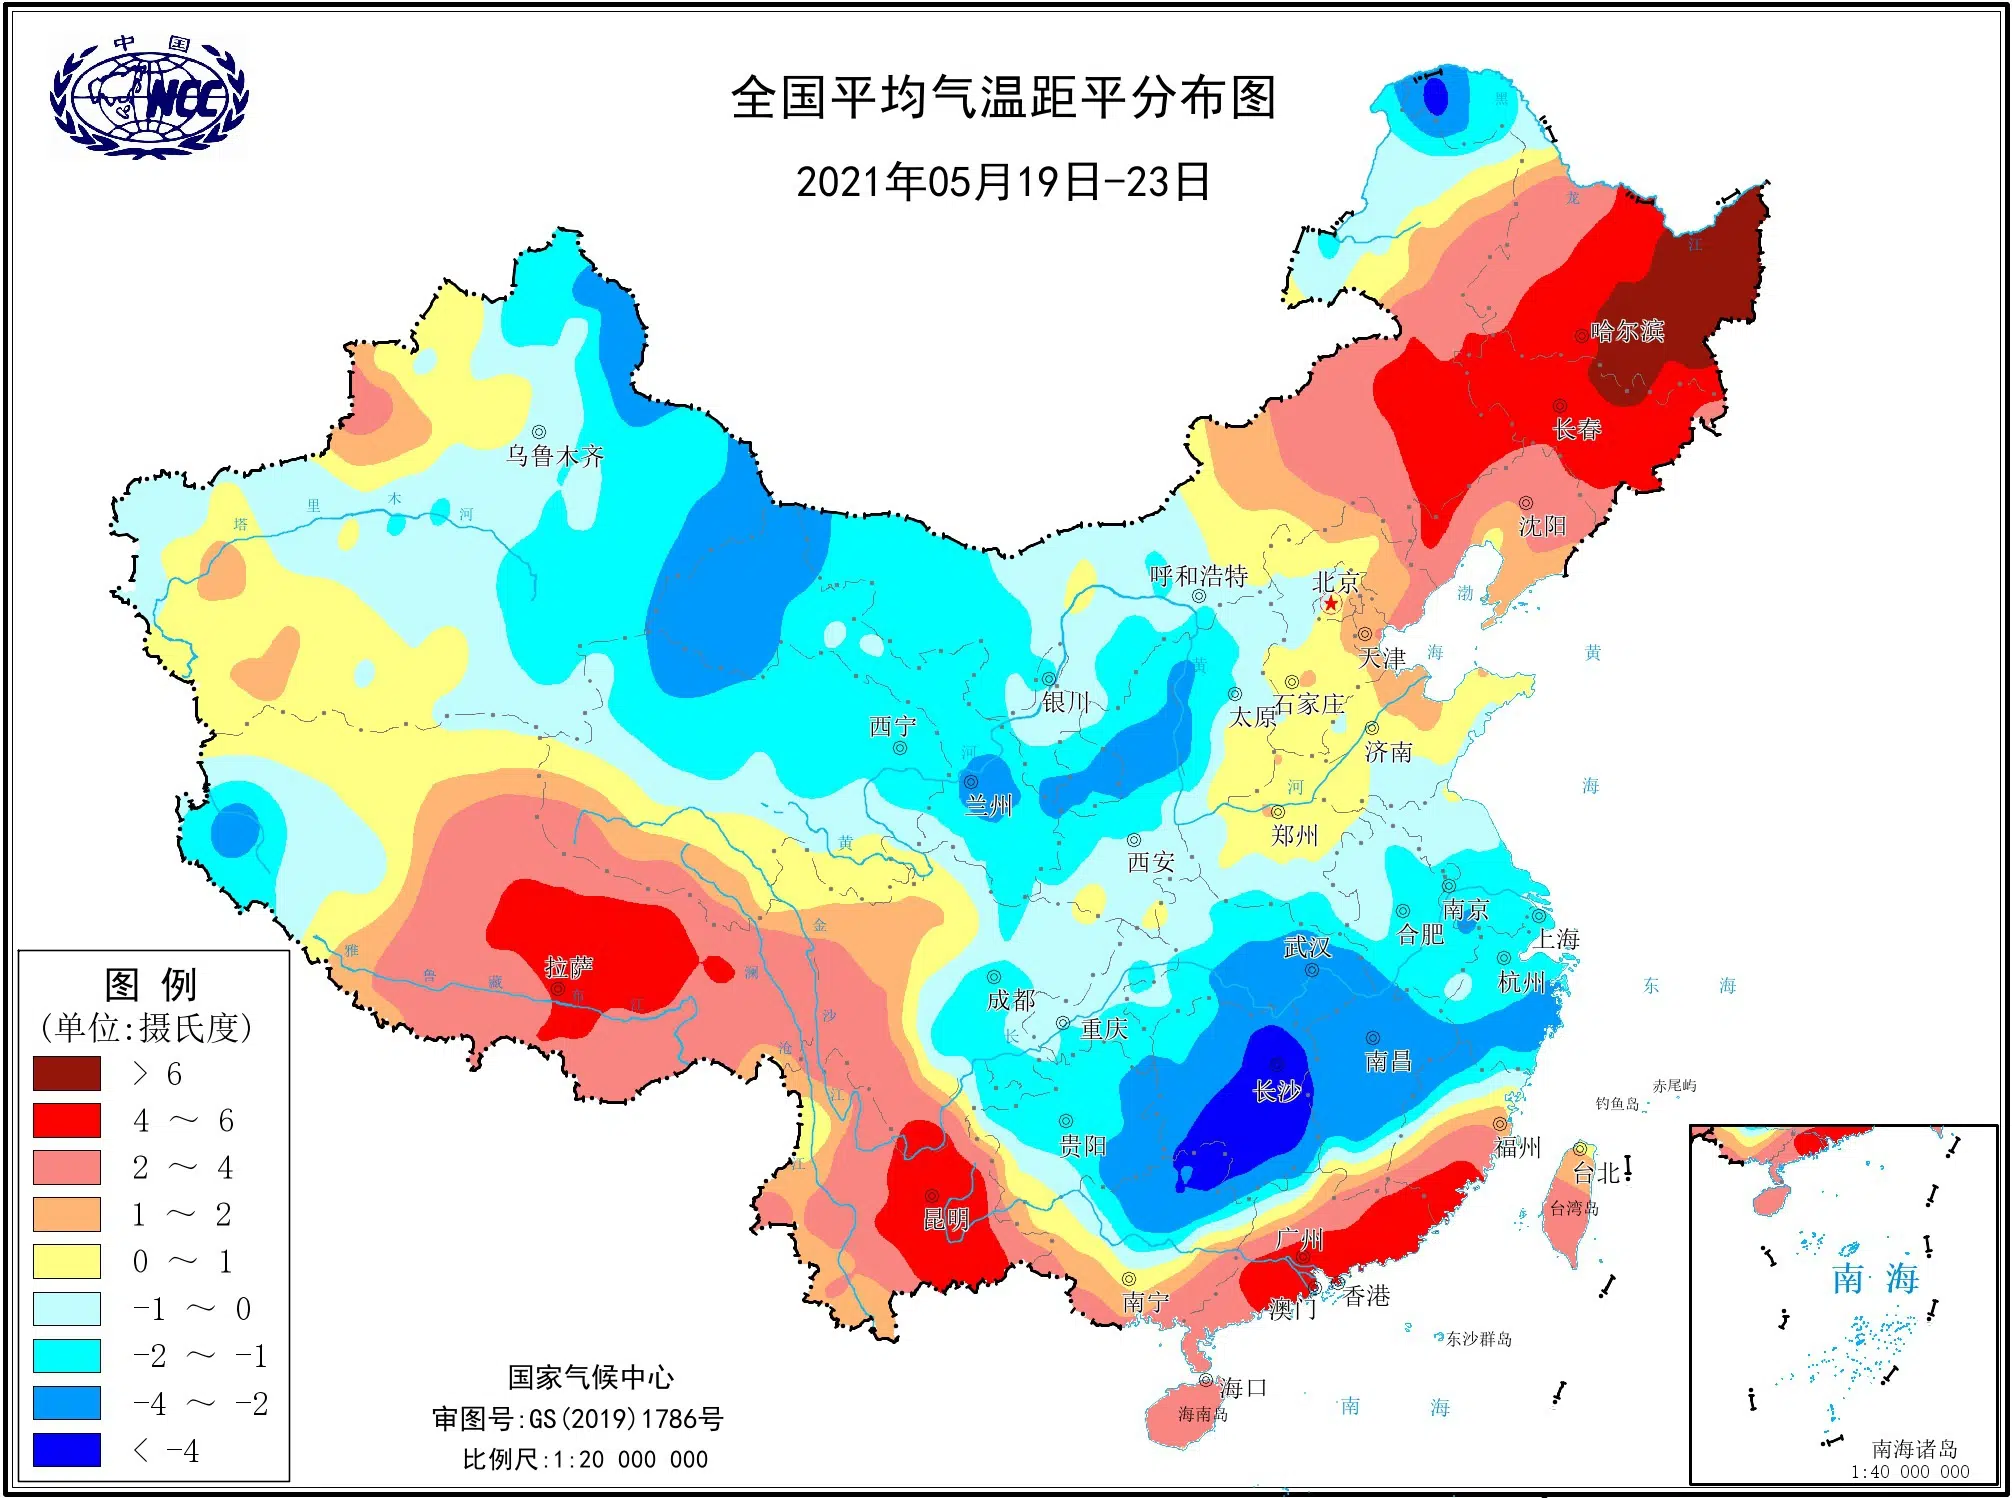 中国
NCC
全国平均气温距平分布图
2021年05月19日-23日
黑
龙
江
哈尔滨
长春
沈阳
乌鲁木齐
塔
里
木
河
呼和浩特
北京
渤
海
黄
海
天津
黄
银川
太原
石家庄
西宁
河
济南
兰州
河
郑州
黄
西安
南京
合肥
上海
金
武汉
雅
鲁
藏
布
江
拉萨
澜
成都
杭州
东 海
沙
长
重庆
沧
南昌
江
长沙
赤尾屿
钓鱼岛
贵阳
福州
江
台北
台湾岛
昆明
广州
南宁
澳门
香港
东沙群岛
海口
海南岛
南 海
图 例
(单位:摄氏度)
> 6
4 ~ 6
2 ~ 4
1 ~ 2
0 ~ 1
-1 ~ 0
-2 ~ -1
-4 ~ -2
< -4
国家气候中心
审图号:GS(2019)1786号
比例尺:1:20 000 000
南 海
南海诸岛
1:40 000 000